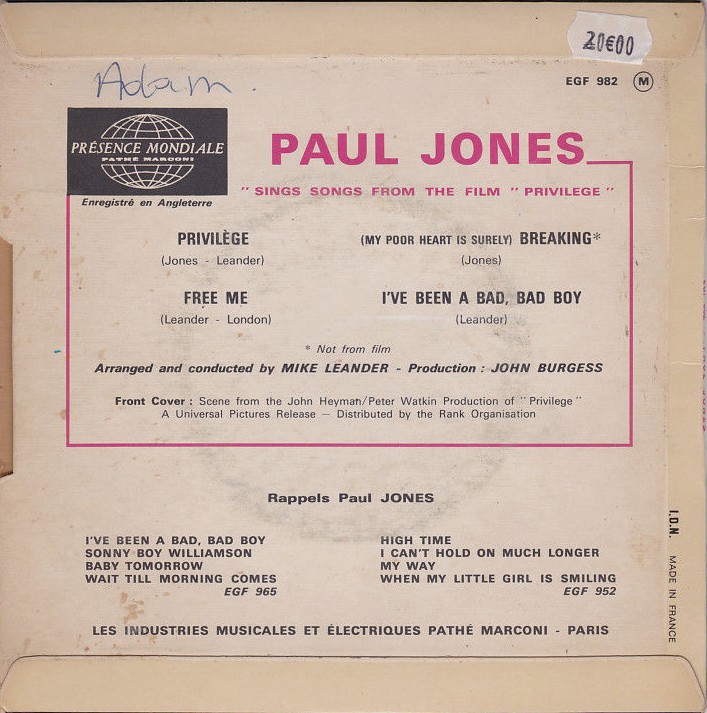 20€00
Adam.
EGF 982 M
PRÉSENCE MONDIALE
PATHÉ MARCONI
Enregistré en Angleterre
PAUL JONES
"SINGS SONGS FROM THE FILM "PRIVILEGE"
PRIVILÈGE
(Jones - Leander)
(MY POOR HEART IS SURELY) BREAKING*
(Jones)
FREE ME
(Leander - London)
I'VE BEEN A BAD, BAD BOY
(Leander)
* Not from film
Arranged and conducted by MIKE LEANDER - Production : JOHN BURGESS
Front Cover : Scene from the John Heyman/Peter Watkin Production of "Privilege"
A Universal Pictures Release — Distributed by the Rank Organisation
Rappels Paul JONES
I'VE BEEN A BAD, BAD BOY
SONNY BOY WILLIAMSON
BABY TOMORROW
WAIT TILL MORNING COMES
EGF 965
HIGH TIME
I CAN'T HOLD ON MUCH LONGER
MY WAY
WHEN MY LITTLE GIRL IS SMILING
EGF 952
LES INDUSTRIES MUSICALES ET ÉLECTRIQUES PATHÉ MARCONI - PARIS
I.D.N. MADE IN FRANCE